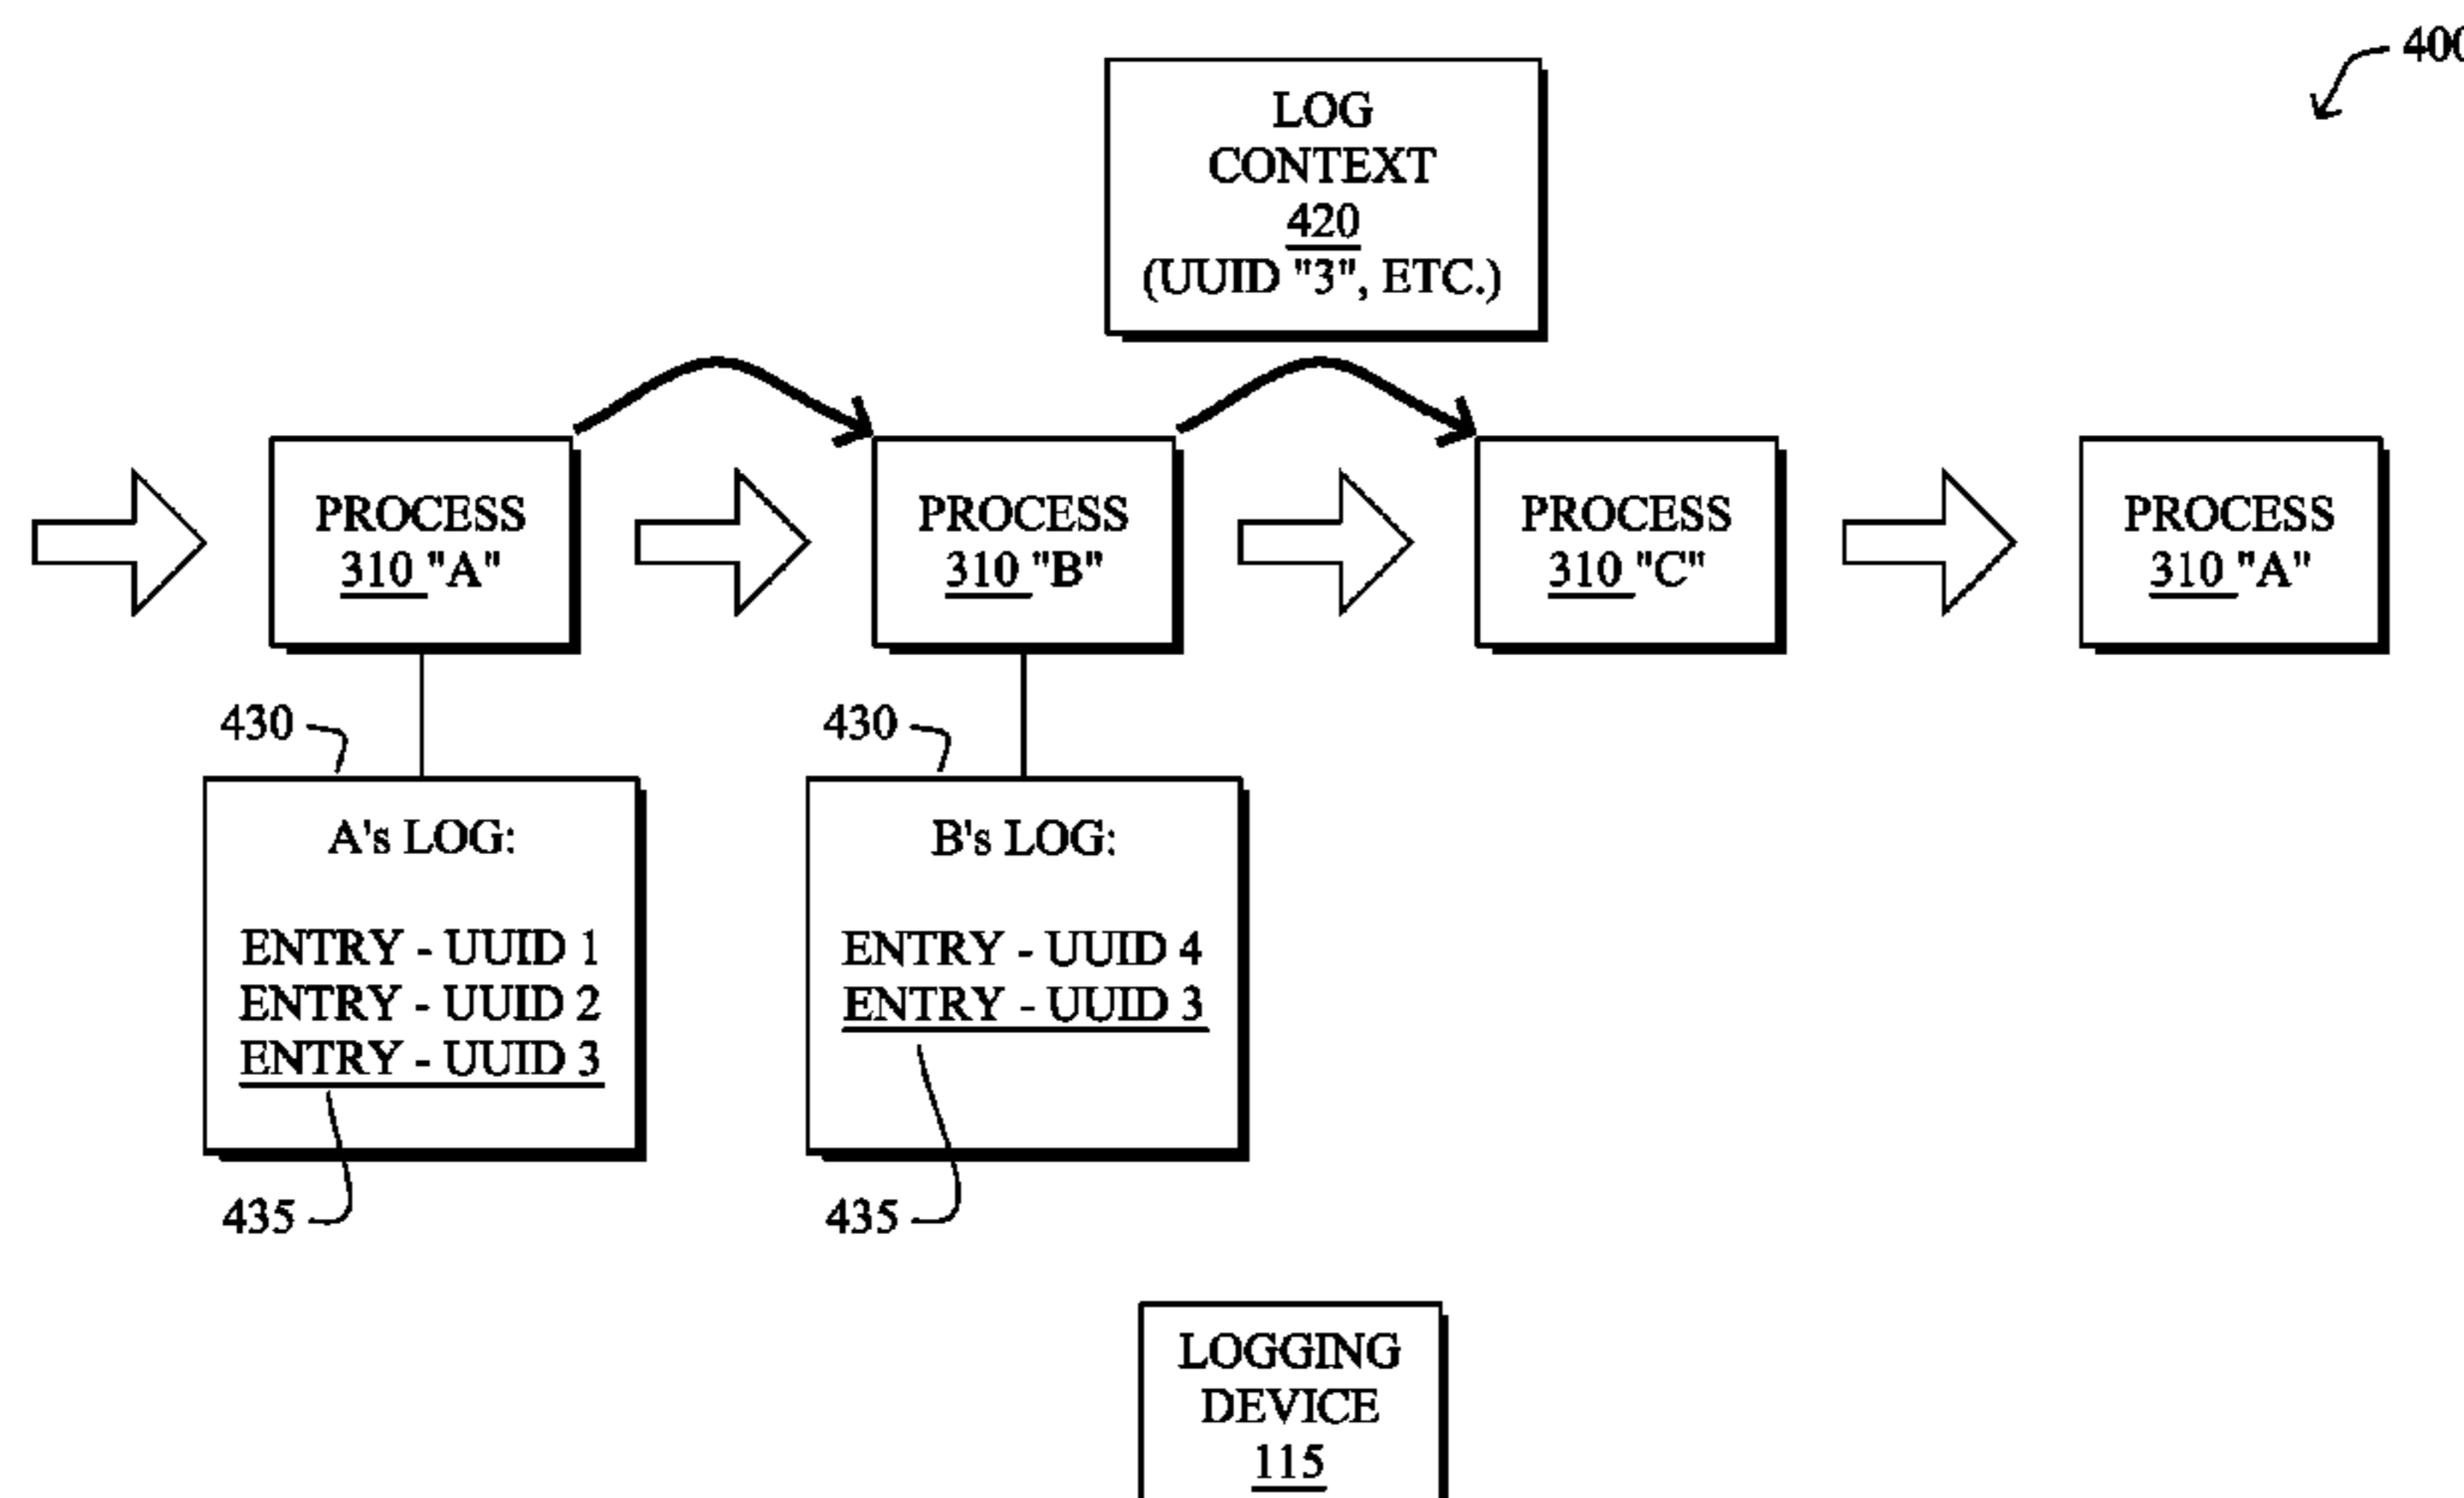 400
LOG
CONTEXT
420
(UUID "3", ETC.)
PROCESS
310 "A"
PROCESS
310 "B"
PROCESS
310 "C"
PROCESS
310 "A"
430
A's LOG:
ENTRY - UUID 1
ENTRY - UUID 2
ENTRY - UUID 3
435
430
B's LOG:
ENTRY - UUID 4
ENTRY - UUID 3
435
LOGGING
DEVICE
115